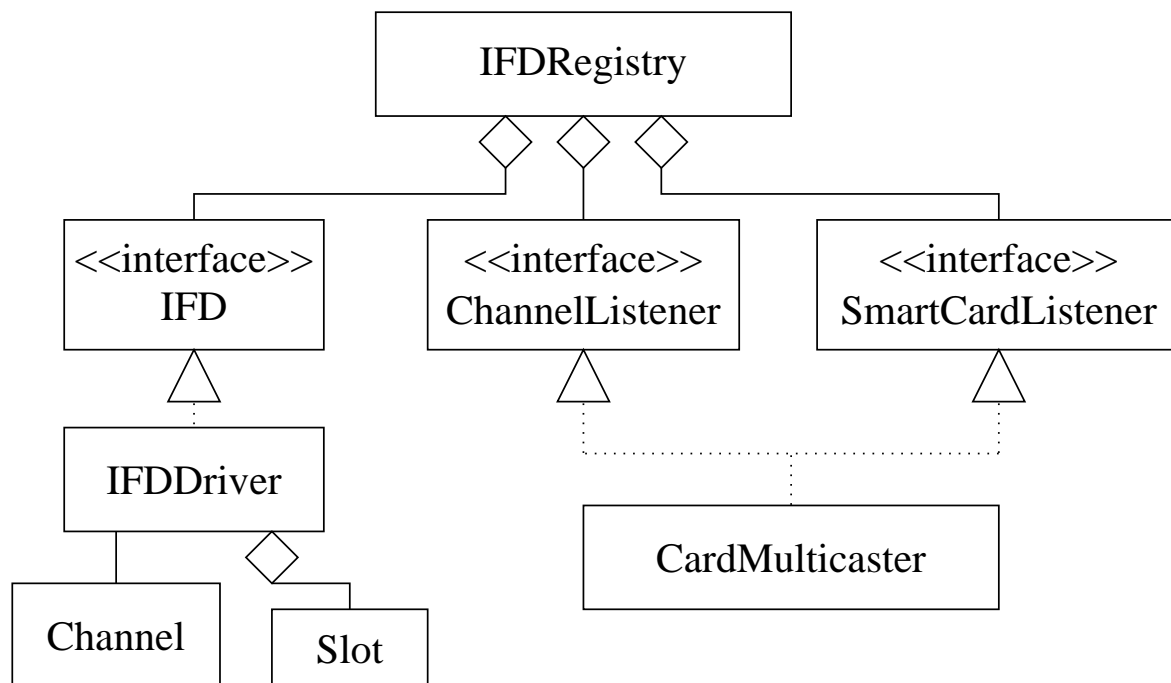 IFDRegistry
<<interface>>
IFD
<<interface>>
ChannelListener
<<interface>>
SmartCardListener
IFDDriver
CardMulticaster
Channel
Slot